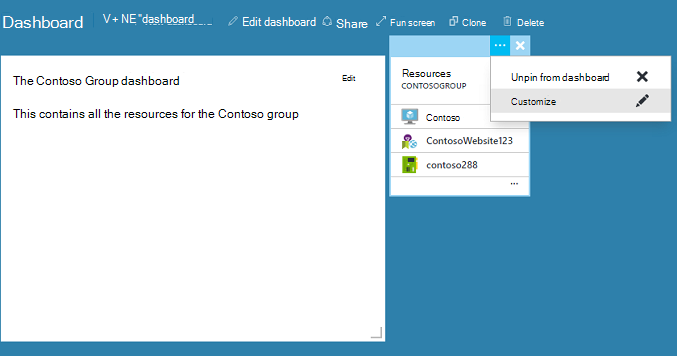 Dashboard V + NE "dashboard Edit dashboard Share Fun screen Clone Delete
The Contoso Group dashboard Edit
This contains all the resources for the Contoso group
...
Resources
CONTOSOGROUP
Contoso
ContosoWebsite123
contoso288
...
Unpin from dashboard
Customize